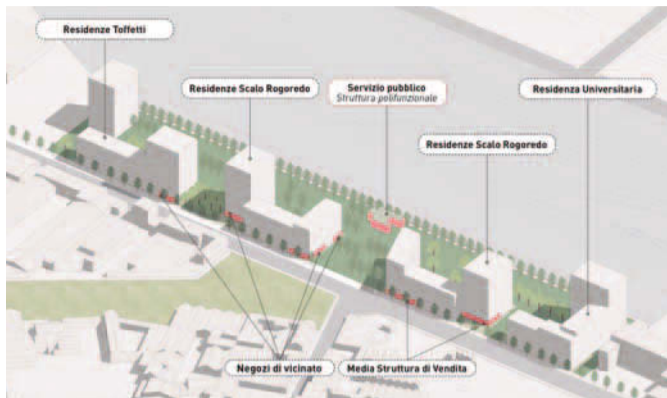 Residenze Toffetti
Residenze Scalo Rogoredo
Servizio pubblico
Struttura polifunzionale
Residenza Universitaria
Residenze Scalo Rogoredo
Negozi di vicinato
Media Struttura di Vendita